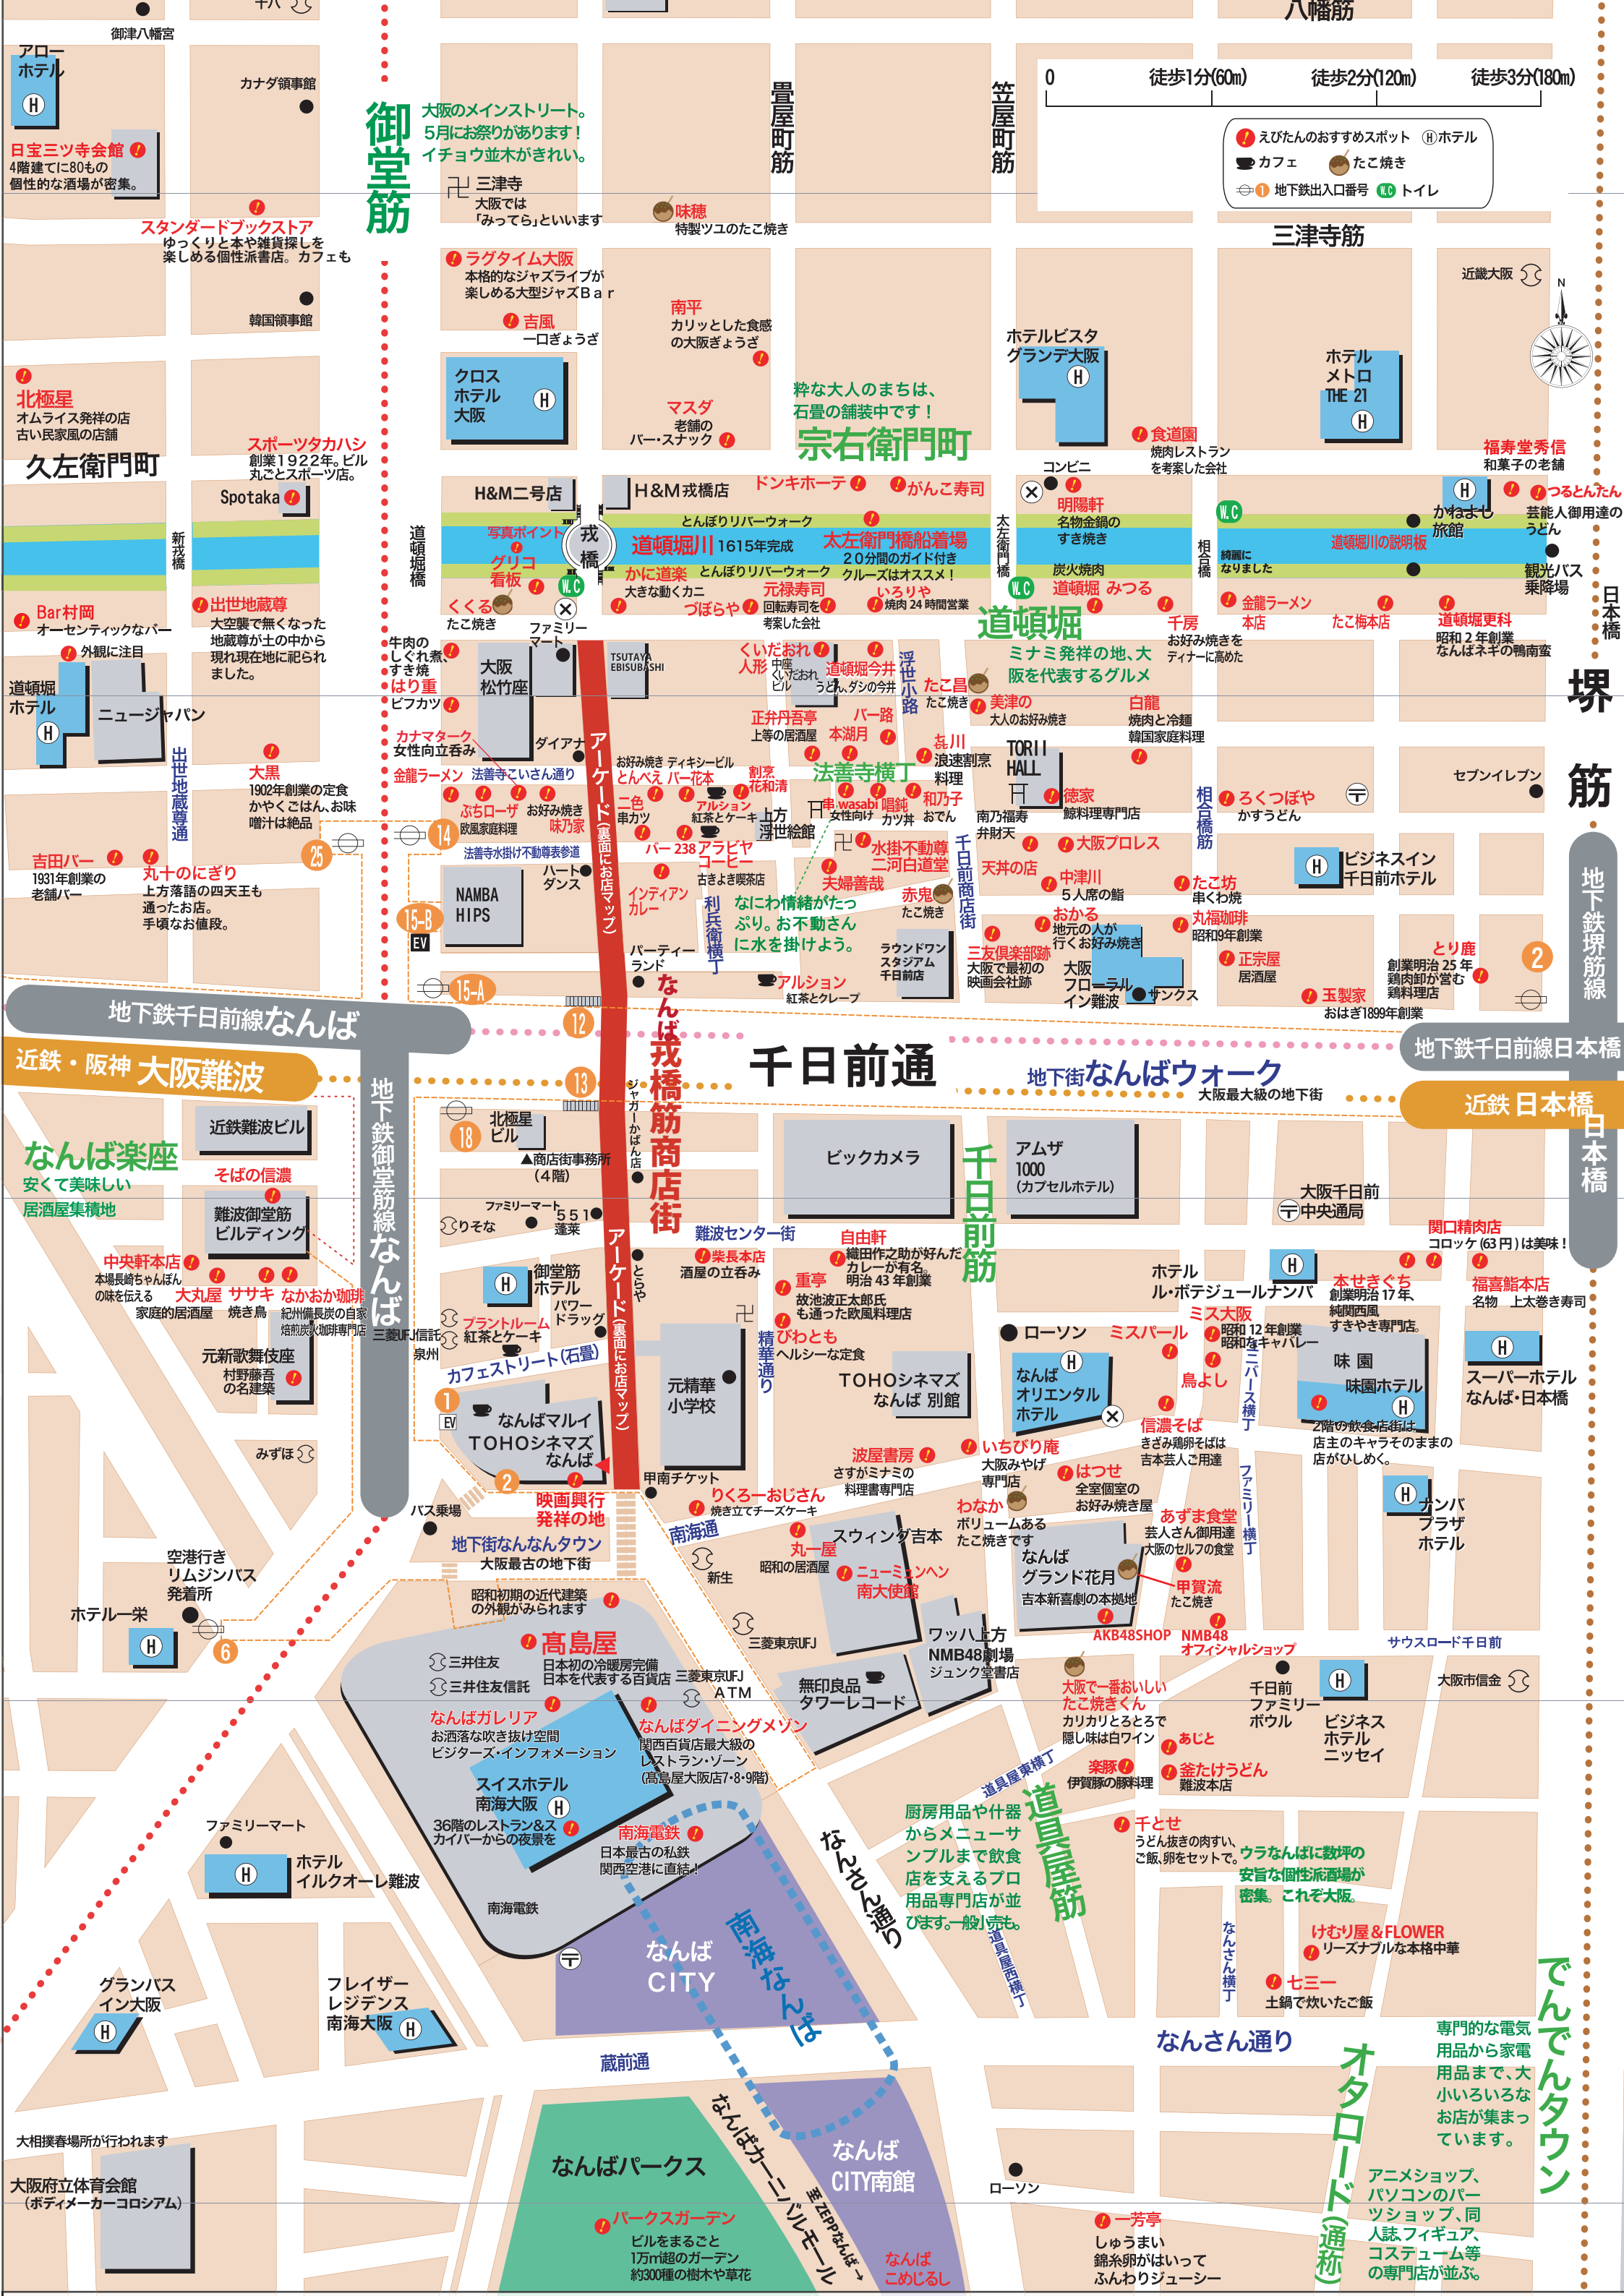 八幡筋
御津八幡宮
アロー
ホテル
カナダ領事館
御堂筋
大阪のメインストリート。
5月にお祭りがあります！
イチョウ並木がきれい。
畳屋町筋
笠屋町筋
0 徒歩1分(60m) 徒歩2分(120m) 徒歩3分(180m)
えびたんのおすすめスポット Hホテル
カフェ たこ焼き
1 地下鉄出入口番号 W.C トイレ
日宝三ツ寺会館
4階建てに80もの
個性的な酒場が密集。
三津寺
大阪では
「みってら」といいます
味穂
特製ツユのたこ焼き
三津寺筋
スタンダードブックストア
ゆっくりと本や雑貨探しを
楽しめる個性派書店。カフェも
韓国領事館
ラグタイム大阪
本格的なジャズライブが
楽しめる大型ジャズBar
吉風
一口ぎょうざ
南平
カリッとした食感
の大阪ぎょうざ
近畿大阪
N
ホテルビスタ
グランデ大阪
ホテル
メトロ
THE 21
クロス
ホテル
大阪
北極星
オムライス発祥の店
古い民家風の店舗
マスダ
老舗の
バー・スナック
粋な大人のまちは、
石畳の舗装中です！
宗右衛門町
食道園
焼肉レストラン
を考案した会社
福寿堂秀信
和菓子の老舗
久左衛門町
スポーツタカハシ
創業1922年。ビル
丸ごとスポーツ店。
Spotaka
H&M二号店
H&M戎橋店
ドンキホーテ
がんこ寿司
コンビニ
明陽軒
名物金鍋の
すき焼き
W.C
かねよし
旅館
つるとんたん
芸能人御用達の
うどん
新戎橋
道頓堀橋
写真ポイント
グリコ
看板
戎橋
とんぼりリバーウォーク
道頓堀川 1615年完成
太左衛門橋船着場
20分間のガイド付き
クルーズはオススメ！
とんぼりリバーウォーク
太左衛門橋
相合橋
道頓堀川の説明板
綺麗に
なりました
観光バス
乗降場
日本橋
Bar村岡
オーセンティックなバー
外観に注目
出世地蔵尊
大空襲で無くなった
地蔵尊が土の中から
現れ現在地に祀られ
ました。
くくる
たこ焼き
W.C
ファミリー
マート
かに道楽
大きな動くカニ
づぼらや
元禄寿司
回転寿司を
考案した会社
いろりや
焼肉24時間営業
W.C
炭火焼肉
道頓堀 みつる
道頓堀
ミナミ発祥の地、大
阪を代表するグルメ
千房
お好み焼きを
ディナーに高めた
金龍ラーメン
本店
たこ梅本店
道頓堀更科
昭和2年創業
なんばネギの鴨南蛮
堺筋
道頓堀
ホテル
ニュージャパン
牛肉の
しぐれ煮、
すき焼
はり重
ビフカツ
大阪
松竹座
TSUTAYA
EBISUBASHI
くいだおれ
人形
中座
くいだおれ
ビル
道頓堀今井
うどん、ダシの今井
浮世小路
たこ昌
たこ焼き
美津の
大人のお好み焼き
白龍
焼肉と冷麺
韓国家庭料理
カナマターク
女性向立呑み
ダイアナ
正弁丹吾亭
上等の居酒屋
バー路
本湖月
㐂川
浪速割烹
料理
TORII
HALL
出世地蔵尊通
大黒
1902年創業の定食
かやくごはん、お味
噌汁は絶品
金龍ラーメン
法善寺こいさん通り
ぷちローザ
欧風家庭料理
お好み焼き
味乃家
お好み焼き
とんべえ
ディキシービル
バー花本
割烹
花和清
法善寺横丁
二色
串カツ
アルション
紅茶とケーキ
上方
浮世絵館
串wasabi
女性向け
唱鈍
カツ丼
和乃子
おでん
南乃福寿
弁財天
徳家
鯨料理専門店
相合橋筋
ろくつぼや
かすうどん
セブンイレブン
吉田バー
1931年創業の
老舗バー
丸十のにぎり
上方落語の四天王も
通ったお店。
手頃なお値段。
25
14
法善寺水掛け不動尊表参道
バー238
アラビヤ
コーヒー
古きよき喫茶店
水掛不動尊
二河白道堂
夫婦善哉
千日前商店街
天丼の店
大阪プロレス
中津川
5人席の鮨
たこ坊
串くわ焼
ビジネスイン
千日前ホテル
アーケード(裏面にお店マップ)
ハート
ダンス
NAMBA
HIPS
15-B
EV
インディアン
カレー
利兵衛横丁
なにわ情緒がたっ
ぷり。お不動さん
に水を掛けよう。
赤鬼
たこ焼き
おかる
地元の人が
行くお好み焼き
丸福珈琲
昭和9年創業
ラウンドワン
スタジアム
千日前店
三友倶楽部跡
大阪で最初の
映画会社跡
大阪
フローラル
イン難波
サンクス
正宗屋
居酒屋
とり鹿
創業明治25年
鶏肉卸が営む
鶏料理店
玉製家
おはぎ1899年創業
2
地下鉄堺筋線
パーティー
ランド
アルション
紅茶とクレープ
15-A
12
地下鉄千日前線なんば
近鉄・阪神 大阪難波
なんば戎橋筋商店街
千日前通
地下街なんばウォーク
大阪最大級の地下街
地下鉄千日前線日本橋
近鉄 日本橋
日本橋
地下鉄御堂筋線なんば
13
18
北極星
ビル
▲商店街事務所
(4階)
ジャガーかばん店
近鉄難波ビル
なんば楽座
安くて美味しい
居酒屋集積地
そばの信濃
難波御堂筋
ビルディング
ビックカメラ
千日前筋
アムザ
1000
(カプセルホテル)
大阪千日前
中央通局
中央軒本店
本場長崎ちゃんぽん
の味を伝える
大丸屋
家庭的居酒屋
ササキ
焼き鳥
なかおか珈琲
紀州備長炭の自家
焙煎炭火珈琲専門店
りそな
ファミリーマート
551
蓬莱
難波センター街
柴長本店
酒屋の立呑み
自由軒
織田作之助が好んだ
カレーが有名。
明治43年創業
重亭
故池波正太郎氏
も通った欧風料理店
関口精肉店
コロッケ(63円)は美味！
福喜鮨本店
名物 上太巻き寿司
御堂筋
ホテル
パワー
ドラッグ
とらや
プラントルーム
紅茶とケーキ
三菱UFJ信託
泉州
カフェストリート(石畳)
元新歌舞伎座
村野藤吾
の名建築
精華通り
びわとも
ヘルシーな定食
ホテル
ル・ボテジュールナンバ
本せきぐち
創業明治17年、
純関西風
すきやき専門店。
ローソン
ミスパール
ミス大阪
昭和12年創業
昭和なキャバレー
鳥よし
味園
味園ホテル
2階の飲食店街は、
店主のキャラそのままの
店がひしめく。
スーパーホテル
なんば・日本橋
元精華
小学校
TOHOシネマズ
なんば 別館
なんば
オリエンタル
ホテル
1
EV
なんばマルイ
TOHOシネマズ
なんば
アーケード(裏面にお店マップ)
信濃そば
きざみ鶏卵そばは
吉本芸人ご用達
みずほ
2
映画興行
発祥の地
甲南チケット
りくろーおじさん
焼き立てチーズケーキ
波屋書房
さすがミナミの
料理書専門店
いちびり庵
大阪みやげ
専門店
はつせ
全室個室の
お好み焼き屋
ファミリー横丁
ナンバ
プラザ
ホテル
バス乗場
地下街なんなんタウン
大阪最古の地下街
南海通
新生
丸一屋
昭和の居酒屋
スウィング吉本
ニューミュンヘン
南大使館
わなか
ボリュームある
たこ焼きです
あずま食堂
芸人さん御用達
大阪のセルフの食堂
なんば
グランド花月
吉本新喜劇の本拠地
甲賀流
たこ焼き
空港行き
リムジンバス
発着所
ホテル一栄
6
昭和初期の近代建築
の外観がみられます
髙島屋
日本初の冷暖房完備
日本を代表する百貨店
三井住友
三井住友信託
三菱東京UFJ
ATM
三菱東京UFJ
無印良品
タワーレコード
ワッハ上方
NMB48劇場
ジュンク堂書店
AKB48SHOP NMB48
オフィシャルショップ
サウスロード千日前
大阪で一番おいしい
たこ焼きくん
カリカリとろとろで
隠し味は白ワイン
千日前
ファミリー
ボウル
ビジネス
ホテル
ニッセイ
大阪市信金
なんばガレリア
お洒落な吹き抜け空間
ビジターズ・インフォメーション
なんばダイニングメゾン
関西百貨店最大級の
レストラン・ゾーン
(髙島屋大阪店7・8・9階)
スイスホテル
南海大阪
36階のレストラン&ス
カイバーからの夜景を
南海電鉄
日本最古の私鉄
関西空港に直結！
南海電鉄
あじと
楽豚
伊賀豚の豚料理
釜たけうどん
難波本店
道具屋東横丁
道具屋筋
厨房用品や什器
からメニューサ
ンプルまで飲食
店を支えるプロ
用品専門店が並
びます。一般小売も。
道具屋西横丁
千とせ
うどん抜きの肉すい、
ご飯、卵をセットで。
ウラなんばに数坪の
安旨な個性派酒場が
密集。これぞ大阪。
なんさん通り
なんさん横丁
けむり屋&FLOWER
リーズナブルな本格中華
七三一
土鍋で炊いたご飯
ファミリーマート
ホテル
イルクオーレ難波
グランバス
イン大阪
フレイザー
レジデンス
南海大阪
なんば
CITY
南海なんば
蔵前通
なんさん通り
でんでんタウン
専門的な電気
用品から家電
用品まで、大
小いろいろな
お店が集まっ
ています。
オタロード(通称)
アニメショップ、
パソコンのパー
ツショップ、同
人誌、フィギュア、
コスチューム等
の専門店が並ぶ。
大相撲春場所が行われます
大阪府立体育会館
(ボディメーカーコロシアム)
なんばパークス
パークスガーデン
ビルをまるごと
1万㎡超のガーデン
約300種の樹木や草花
なんばカーニバルモール
至ZEPPなんば→
なんば
CITY南館
なんば
こめじるし
ローソン
一芳亭
しゅうまい
錦糸卵がはいって
ふんわりジューシー